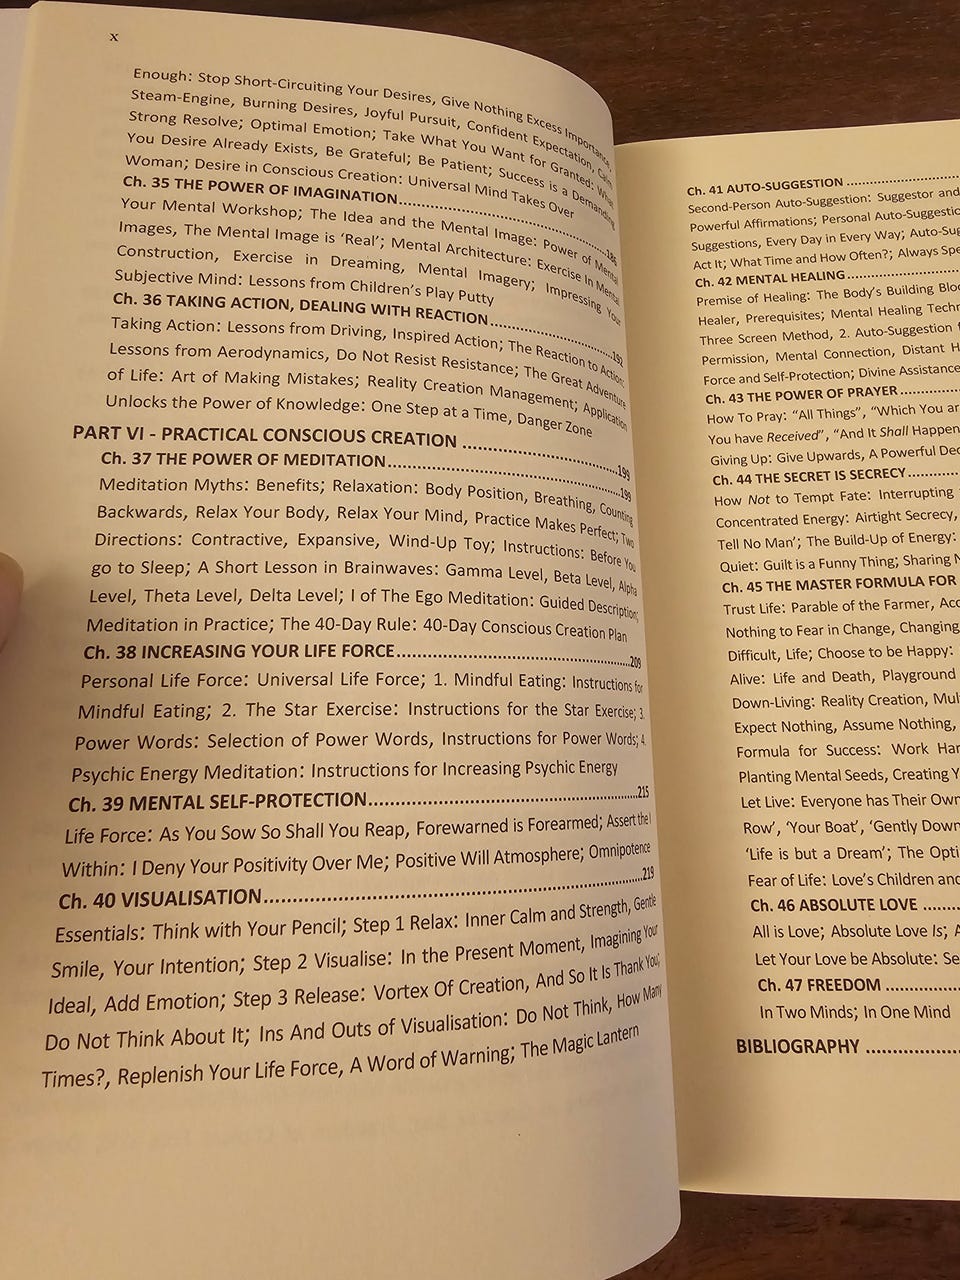 x
Enough: Stop Short-Circuiting Your Desires, Give Nothing Excess Importance,
Steam-Engine, Burning Desires, Joyful Pursuit, Confident Expectation, Calm
Strong Resolve; Optimal Emotion; Take What You Want for Granted: What
You Desire Already Exists, Be Grateful; Be Patient; Success is a Demanding
Woman; Desire in Conscious Creation: Universal Mind Takes Over
Ch. 35 THE POWER OF IMAGINATION..................186
Your Mental Workshop; The Idea and the Mental Image: Power of Mental
Images, The Mental Image is ‘Real’; Mental Architecture: Exercise In Mental
Construction, Exercise in Dreaming, Mental Imagery; Impressing Your
Subjective Mind: Lessons from Children’s Play Putty
Ch. 36 TAKING ACTION, DEALING WITH REACTION..................192
Taking Action: Lessons from Driving, Inspired Action; The Reaction to Action:
Lessons from Aerodynamics, Do Not Resist Resistance; The Great Adventure
of Life: Art of Making Mistakes; Reality Creation Management; Application
Unlocks the Power of Knowledge: One Step at a Time, Danger Zone
PART VI - PRACTICAL CONSCIOUS CREATION ..................199
Ch. 37 THE POWER OF MEDITATION..................199
Meditation Myths: Benefits; Relaxation: Body Position, Breathing, Counting
Backwards, Relax Your Body, Relax Your Mind, Practice Makes Perfect; Two
Directions: Contractive, Expansive, Wind-Up Toy; Instructions: Before You
go to Sleep; A Short Lesson in Brainwaves: Gamma Level, Beta Level, Alpha
Level, Theta Level, Delta Level; I of The Ego Meditation: Guided Description;
Meditation in Practice; The 40-Day Rule: 40-Day Conscious Creation Plan
Ch. 38 INCREASING YOUR LIFE FORCE..................209
Personal Life Force: Universal Life Force; 1. Mindful Eating: Instructions for
Mindful Eating; 2. The Star Exercise: Instructions for the Star Exercise; 3.
Power Words: Selection of Power Words, Instructions for Power Words; 4.
Psychic Energy Meditation: Instructions for Increasing Psychic Energy
Ch. 39 MENTAL SELF-PROTECTION..................215
Life Force: As You Sow So Shall You Reap, Forewarned is Forearmed; Assert the I
Within: I Deny Your Positivity Over Me; Positive Will Atmosphere; Omnipotence
Ch. 40 VISUALISATION..................219
Essentials: Think with Your Pencil; Step 1 Relax: Inner Calm and Strength, Gentle
Smile, Your Intention; Step 2 Visualise: In the Present Moment, Imagining Your
Ideal, Add Emotion; Step 3 Release: Vortex Of Creation, And So It Is Thank You;
Do Not Think About It; Ins And Outs of Visualisation: Do Not Think, How Many
Times?, Replenish Your Life Force, A Word of Warning; The Magic Lantern
Ch. 41 AUTO-SUGGESTION ..................
Second-Person Auto-Suggestion: Suggestor and
Powerful Affirmations; Personal Auto-Suggestio
Suggestions, Every Day in Every Way; Auto-Sug
Act It; What Time and How Often?; Always Spe
Ch. 42 MENTAL HEALING..................
Premise of Healing: The Body’s Building Bloc
Healer, Prerequisites; Mental Healing Techn
Three Screen Method, 2. Auto-Suggestion
Permission, Mental Connection, Distant H
Force and Self-Protection; Divine Assistance
Ch. 43 THE POWER OF PRAYER ..................
How To Pray: “All Things”, “Which You ar
You have Received”, “And It Shall Happen
Giving Up: Give Upwards, A Powerful Dec
Ch. 44 THE SECRET IS SECRECY..................
How Not to Tempt Fate: Interrupting
Concentrated Energy: Airtight Secrecy,
Tell No Man’; The Build-Up of Energy:
Quiet: Guilt is a Funny Thing; Sharing N
Ch. 45 THE MASTER FORMULA FOR
Trust Life: Parable of the Farmer, Acc
Nothing to Fear in Change, Changing
Difficult, Life; Choose to be Happy:
Alive: Life and Death, Playground
Down-Living: Reality Creation, Mul
Expect Nothing, Assume Nothing,
Formula for Success: Work Har
Planting Mental Seeds, Creating Y
Let Live: Everyone has Their Own
Row’, ‘Your Boat’, ‘Gently Down
‘Life is but a Dream’; The Opti
Fear of Life: Love’s Children and
Ch. 46 ABSOLUTE LOVE ..................
All is Love; Absolute Love Is; A
Let Your Love be Absolute: Se
Ch. 47 FREEDOM ..................
In Two Minds; In One Mind
BIBLIOGRAPHY ..................